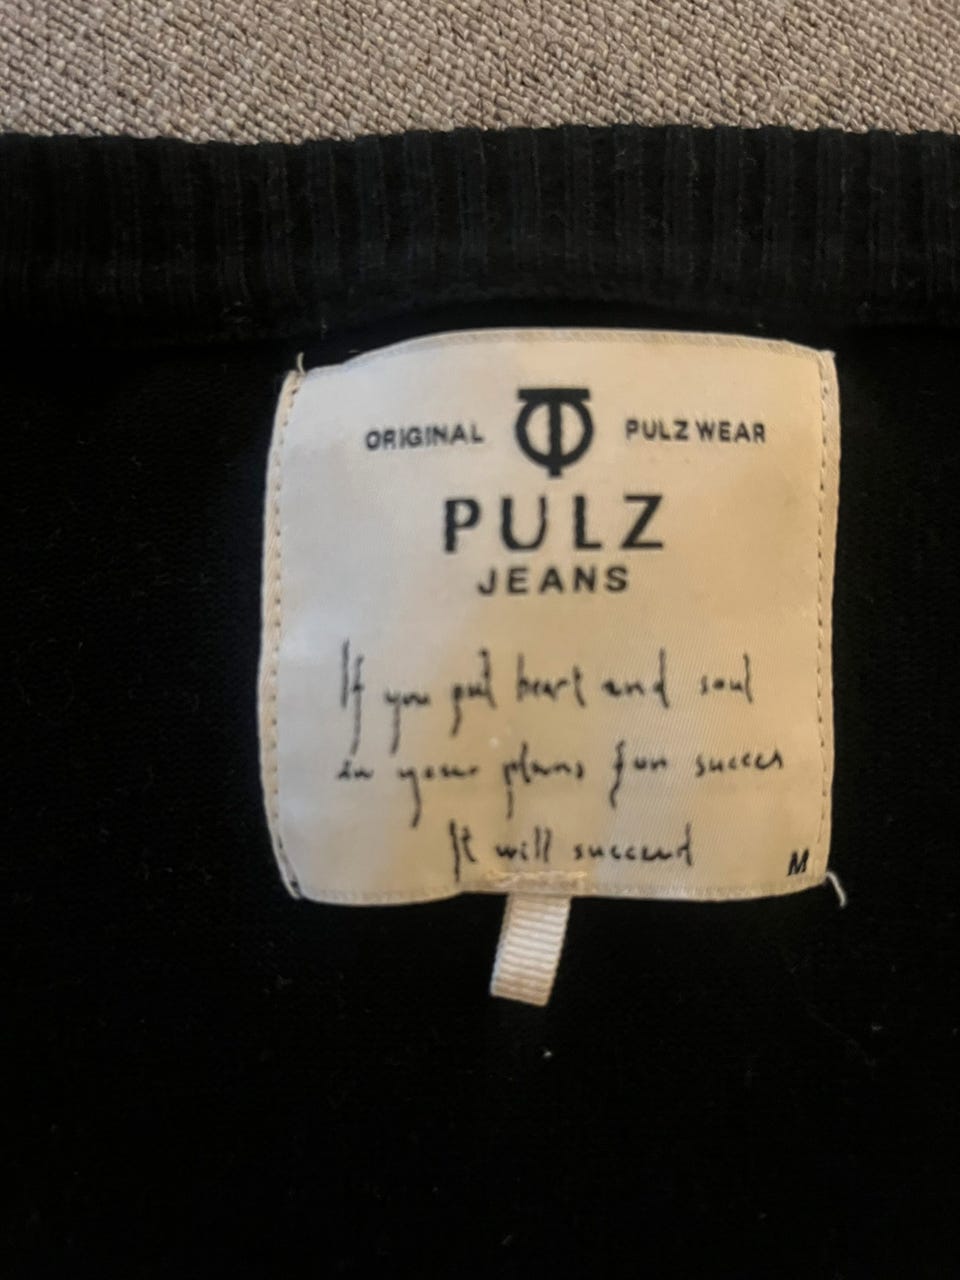 ORIGINAL PULZ WEAR
PULZ
JEANS
If you put heart and soul
in your plans for succes
It will succeed
M